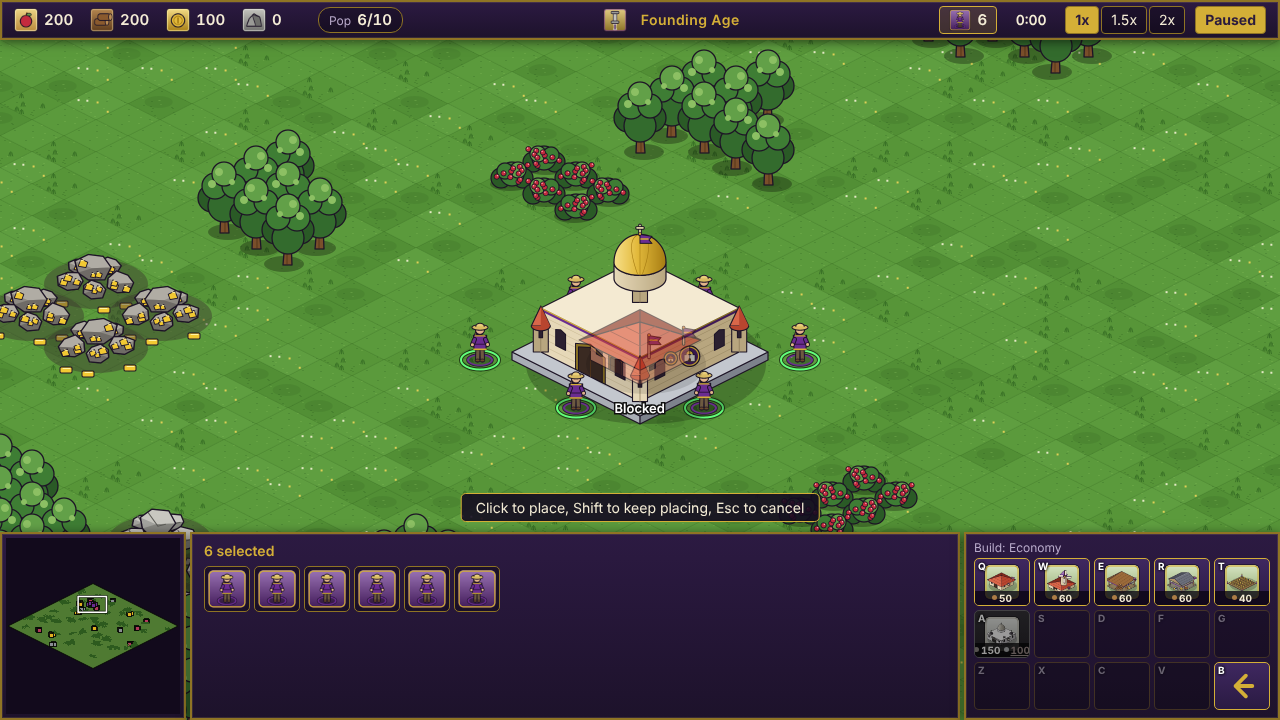 200
200
100
0
Pop 6/10
Founding Age
6
0:00
1x
1.5x
2x
Paused
Blocked
Click to place, Shift to keep placing, Esc to cancel
6 selected
Build: Economy
Q 50
W 60
E 60
R 60
T 40
A 150 100
S
D
F
G
Z
X
C
V
B